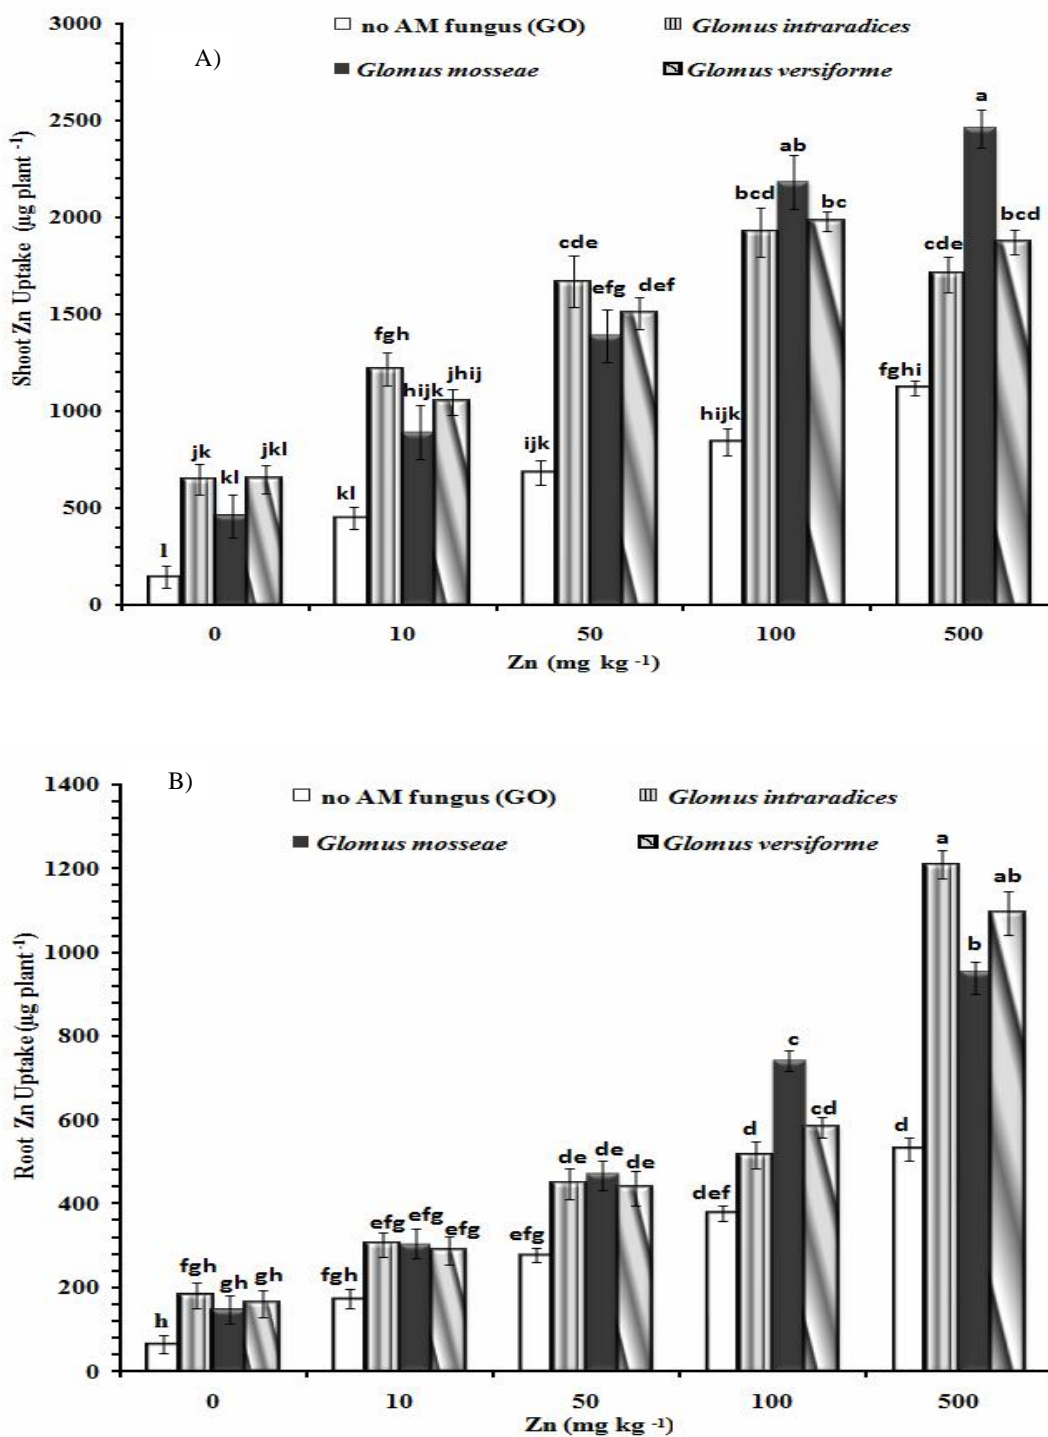 A)
no AM fungus (GO) Glomus intraradices
Glomus mosseae Glomus versiforme
Shoot Zn Uptake (µg plant -1)
3000
2500
2000
1500
1000
500
0
l jk kl jkl
kl fgh hijk jhij
ijk cde efg def
hijk bcd ab bc
fghi cde a bcd
0 10 50 100 500
Zn (mg kg -1)
B)
no AM fungus (GO) Glomus intraradices
Glomus mosseae Glomus versiforme
Root Zn Uptake (µg plant-1)
1400
1200
1000
800
600
400
200
0
h fgh gh gh
fgh efg efg efg
efg de de de
def d c cd
d a b ab
0 10 50 100 500
Zn (mg kg -1)